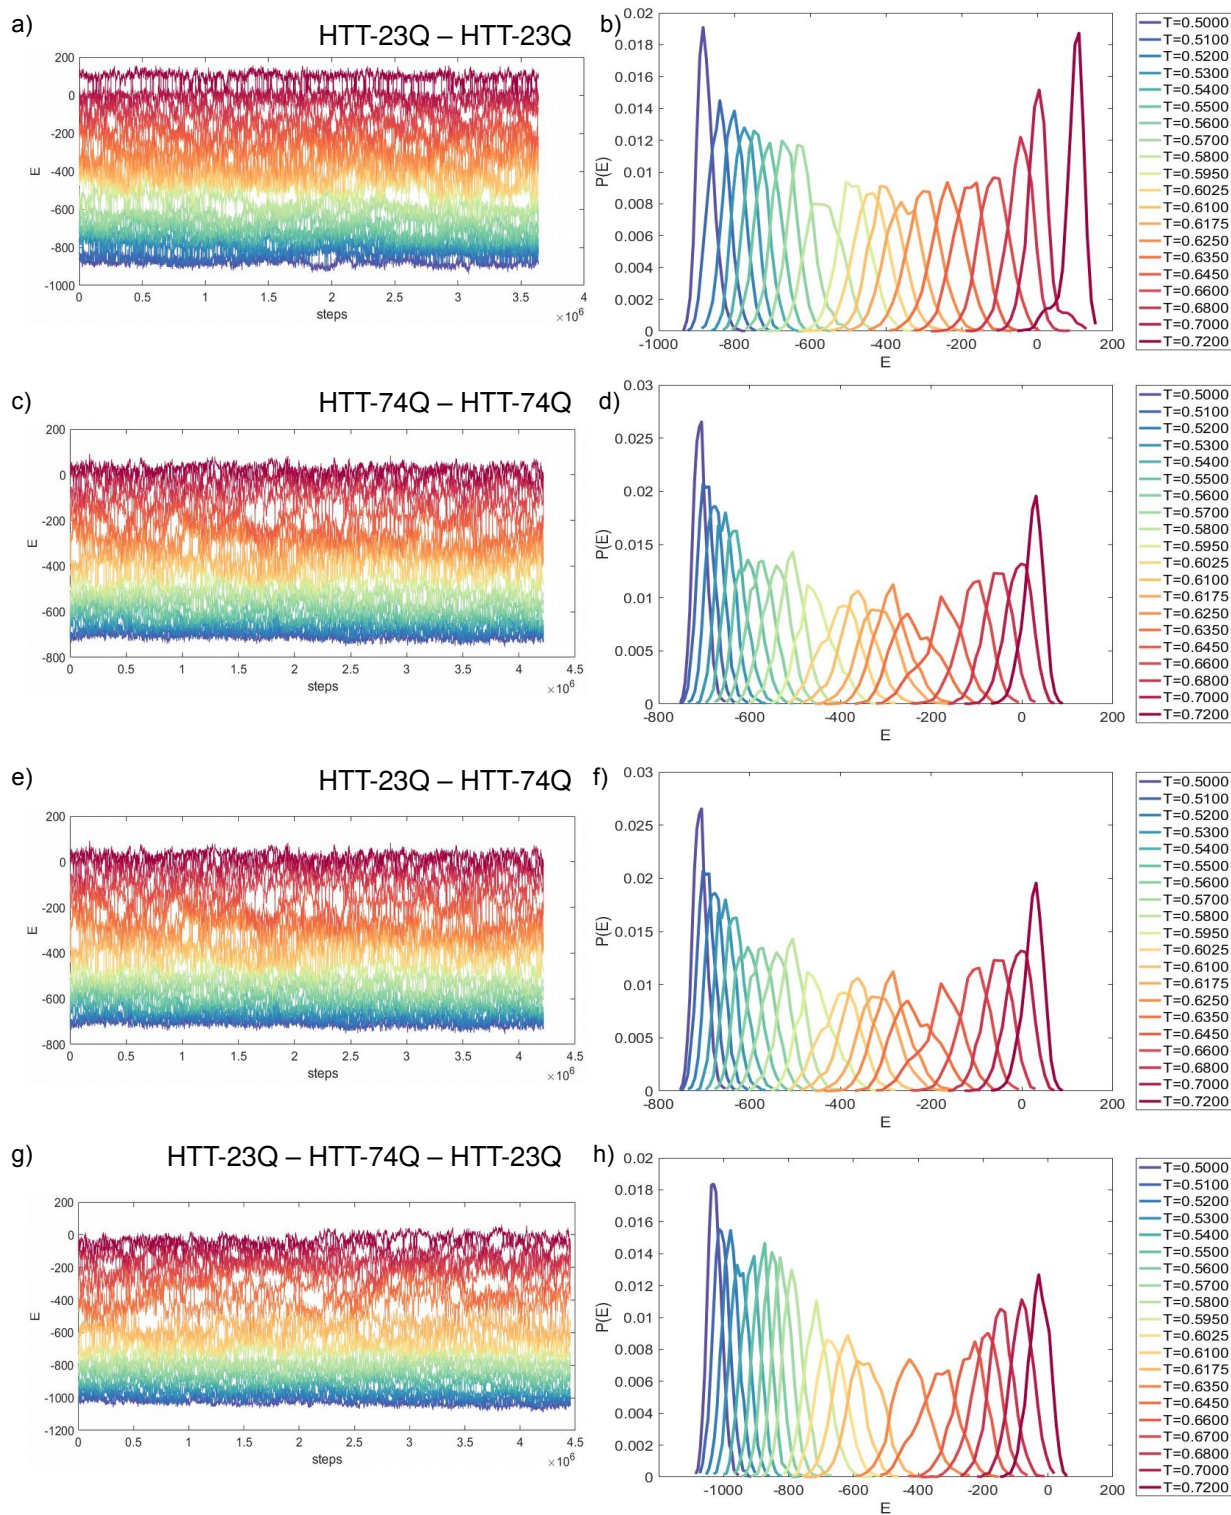 a)
HTT-23Q – HTT-23Q
200
0
-200
-400
-600
-800
-1000
E
0
0.5
1
1.5
2
2.5
3
3.5
4
steps
×10⁶
b)
0.02
0.018
0.016
0.014
0.012
0.01
0.008
0.006
0.004
0.002
0
P(E)
-1000
-800
-600
-400
-200
0
200
E
T=0.5000
T=0.5100
T=0.5200
T=0.5300
T=0.5400
T=0.5500
T=0.5600
T=0.5700
T=0.5800
T=0.5950
T=0.6025
T=0.6100
T=0.6175
T=0.6250
T=0.6350
T=0.6450
T=0.6600
T=0.6800
T=0.7000
T=0.7200
c)
HTT-74Q – HTT-74Q
200
0
-200
-400
-600
-800
E
0
0.5
1
1.5
2
2.5
3
3.5
4
4.5
steps
×10⁶
d)
0.03
0.025
0.02
0.015
0.01
0.005
0
P(E)
-800
-600
-400
-200
0
200
E
T=0.5000
T=0.5100
T=0.5200
T=0.5300
T=0.5400
T=0.5500
T=0.5600
T=0.5700
T=0.5800
T=0.5950
T=0.6025
T=0.6100
T=0.6175
T=0.6250
T=0.6350
T=0.6450
T=0.6600
T=0.6800
T=0.7000
T=0.7200
e)
HTT-23Q – HTT-74Q
200
0
-200
-400
-600
-800
E
0
0.5
1
1.5
2
2.5
3
3.5
4
4.5
steps
×10⁶
f)
0.03
0.025
0.02
0.015
0.01
0.005
0
P(E)
-800
-600
-400
-200
0
200
E
T=0.5000
T=0.5100
T=0.5200
T=0.5300
T=0.5400
T=0.5500
T=0.5600
T=0.5700
T=0.5800
T=0.5950
T=0.6025
T=0.6100
T=0.6175
T=0.6250
T=0.6350
T=0.6450
T=0.6600
T=0.6800
T=0.7000
T=0.7200
g)
HTT-23Q – HTT-74Q – HTT-23Q
200
0
-200
-400
-600
-800
-1000
-1200
E
0
0.5
1
1.5
2
2.5
3
3.5
4
4.5
steps
×10⁶
h)
0.02
0.018
0.016
0.014
0.012
0.01
0.008
0.006
0.004
0.002
0
P(E)
-1000
-800
-600
-400
-200
0
200
E
T=0.5000
T=0.5100
T=0.5200
T=0.5300
T=0.5400
T=0.5500
T=0.5600
T=0.5700
T=0.5800
T=0.5950
T=0.6025
T=0.6100
T=0.6175
T=0.6350
T=0.6450
T=0.6600
T=0.6700
T=0.6800
T=0.7000
T=0.7200